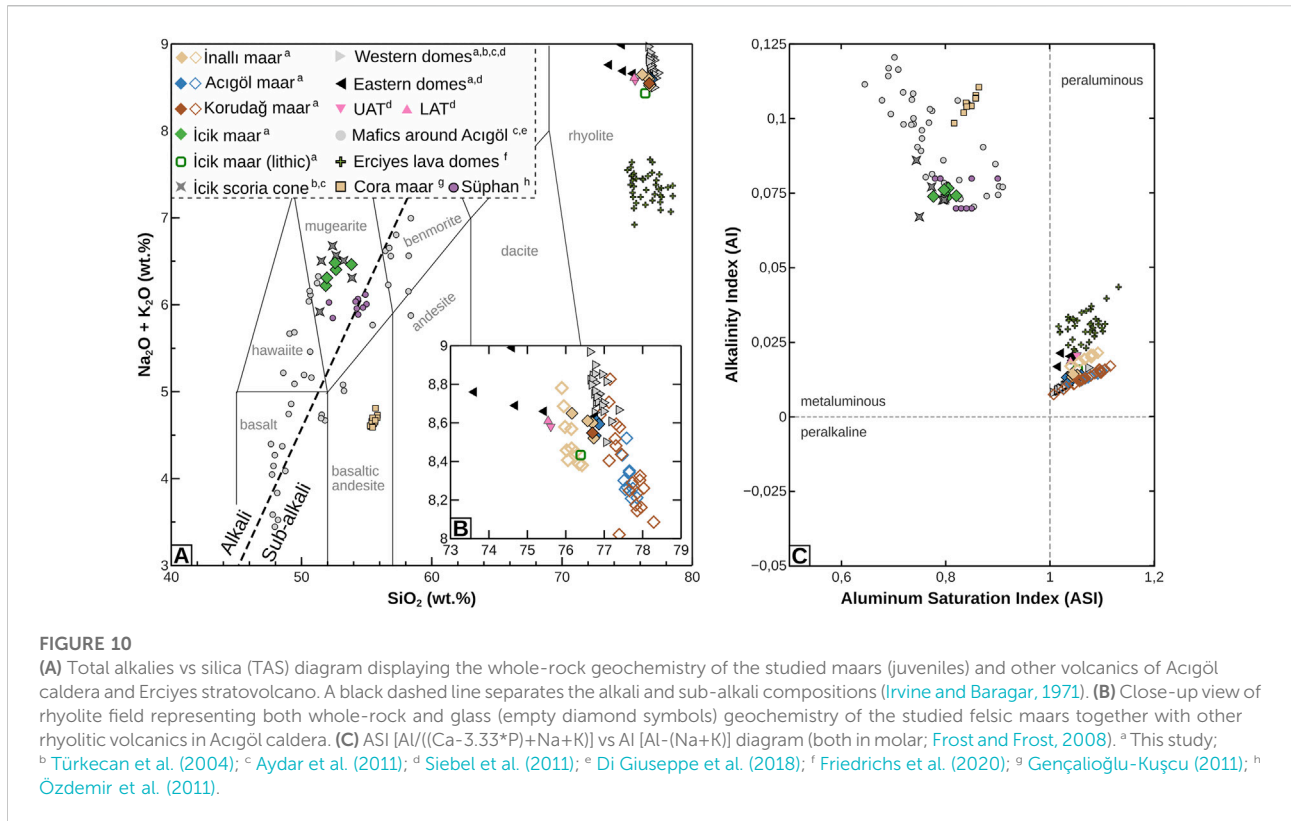 9
8
7
6
5
4
3
40
50
60
70
80
Na₂O + K₂O (wt.%)
SiO₂ (wt.%)
İnallı maar ᵃ
Acıgöl maar ᵃ
Korudağ maar ᵃ
İcik maar ᵃ
İcik maar (lithic) ᵃ
İcik scoria cone ᵇ,ᶜ
Western domes ᵃ,ᵇ,ᶜ,ᵈ
Eastern domes ᵃ,ᵈ
UAT ᵈ LAT ᵈ
Mafics around Acıgöl ᶜ,ᵉ
Erciyes lava domes ᶠ
Cora maar ᵍ Süphan ʰ
rhyolite
mugearite
benmorite
dacite
andesite
hawaiite
basalt
basaltic
andesite
Alkali
Sub-alkali
A
9
8,8
8,6
8,4
8,2
8
73 74 75 76 77 78 79
B
0,125
0,1
0,075
0,05
0,025
0
−0,025
−0,05
0,6
0,8
1
1,2
Alkalinity Index (AI)
Aluminum Saturation Index (ASI)
peraluminous
metaluminous
peralkaline
C
FIGURE 10
(A) Total alkalies vs silica (TAS) diagram displaying the whole-rock geochemistry of the studied maars (juveniles) and other volcanics of Acıgöl
caldera and Erciyes stratovolcano. A black dashed line separates the alkali and sub-alkali compositions (Irvine and Baragar, 1971). (B) Close-up view of
rhyolite field representing both whole-rock and glass (empty diamond symbols) geochemistry of the studied felsic maars together with other
rhyolitic volcanics in Acıgöl caldera. (C) ASI [Al/((Ca-3.33*P)+Na+K)] vs AI [Al-(Na+K)] diagram (both in molar; Frost and Frost, 2008). ᵃ This study;
ᵇ Türkecan et al. (2004); ᶜ Aydar et al. (2011); ᵈ Siebel et al. (2011); ᵉ Di Giuseppe et al. (2018); ᶠ Friedrichs et al. (2020); ᵍ Gençalioğlu-Kuşcu (2011); ʰ
Özdemir et al. (2011).